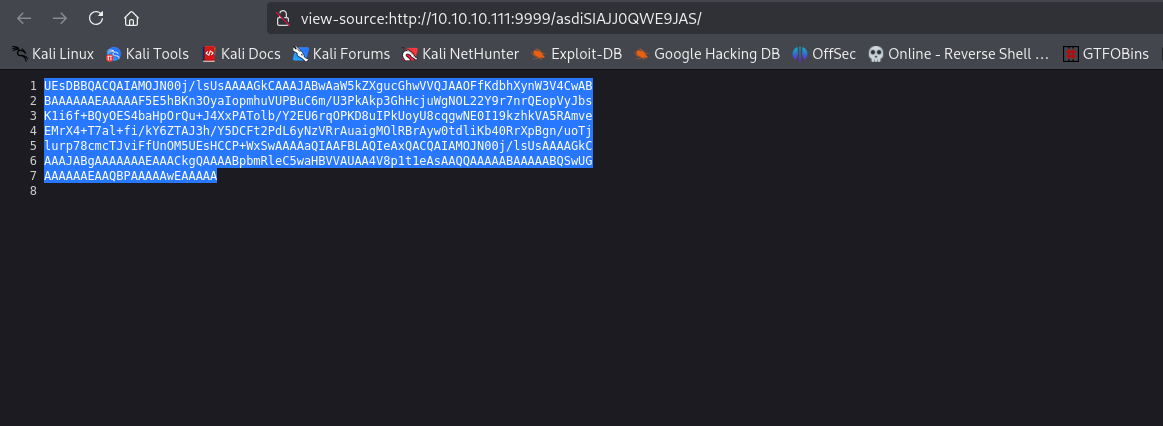 view-source:http://10.10.10.111:9999/asdiSIAJJ0QWE9JAS/
Kali Linux Kali Tools Kali Docs Kali Forums Kali NetHunter Exploit-DB Google Hacking DB OffSec Online - Reverse Shell ... GTFOBins
1 UEsDBBQACQAIAMOJN00j/lsUsAAAAGkCAAAJABwAaW5kZXgucGhwVVQJAAOFfKdbhXynW3V4CwAB
2 BAAAAAAEAAAAAF5E5hBKn3OyaIopmhuVUPBuC6m/U3PkAkp3GhHcjuWgNOL22Y9r7nrQEopVyJbs
3 K1i6f+BQyOES4baHpOrQu+J4XxPATolb/Y2EU6rqOPKD8uIPkUoyU8cqgwNE0I19kzhkVA5RAmve
4 EMrX4+T7al+fi/kY6ZTAJ3h/Y5DCFt2PdL6yNzVRrAuaigMOlRBrAyw0tdliKb40RrXpBgn/uoTj
5 lurp78cmcTJviFfUnOM5UEsHCCP+WxSwAAAAaQIAAFBLAQIeAxQACQAIAMOJN00j/lsUsAAAAGkC
6 AAAJABgAAAAAAAEAAACkgQAAAABpbmRleC5waHBVVAUAA4V8p1t1eAsAAQQAAAAABAAAAABQSwUG
7 AAAAAAEAAQBPAAAAAwEAAAAA
8